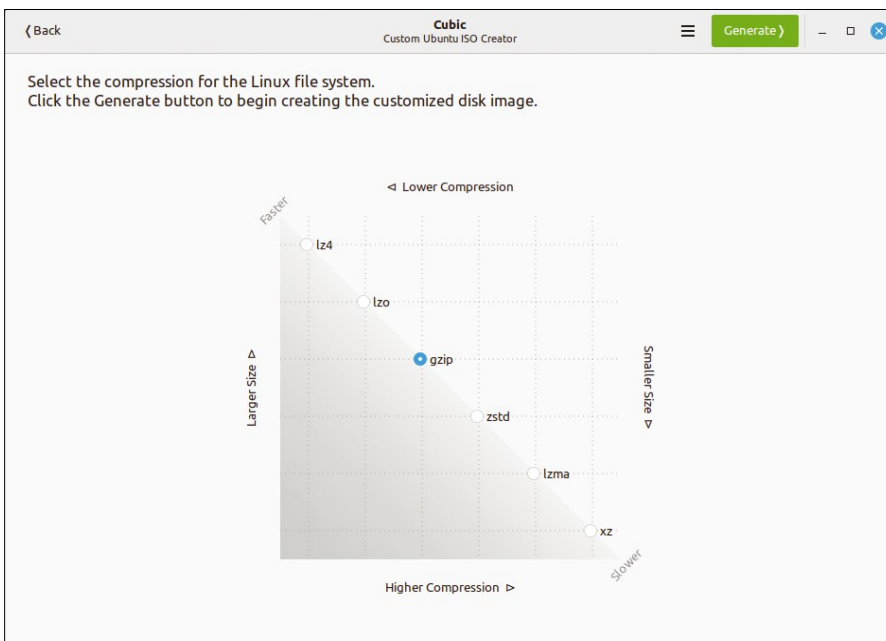 ❬Back
Cubic
Custom Ubuntu ISO Creator
☰
Generate❭
Select the compression for the Linux file system.
Click the Generate button to begin creating the customized disk image.
⊲ Lower Compression
Faster
lz4
lzo
gzip
zstd
lzma
xz
Larger Size ⊳
Smaller Size ⊳
Slower
Higher Compression ⊳